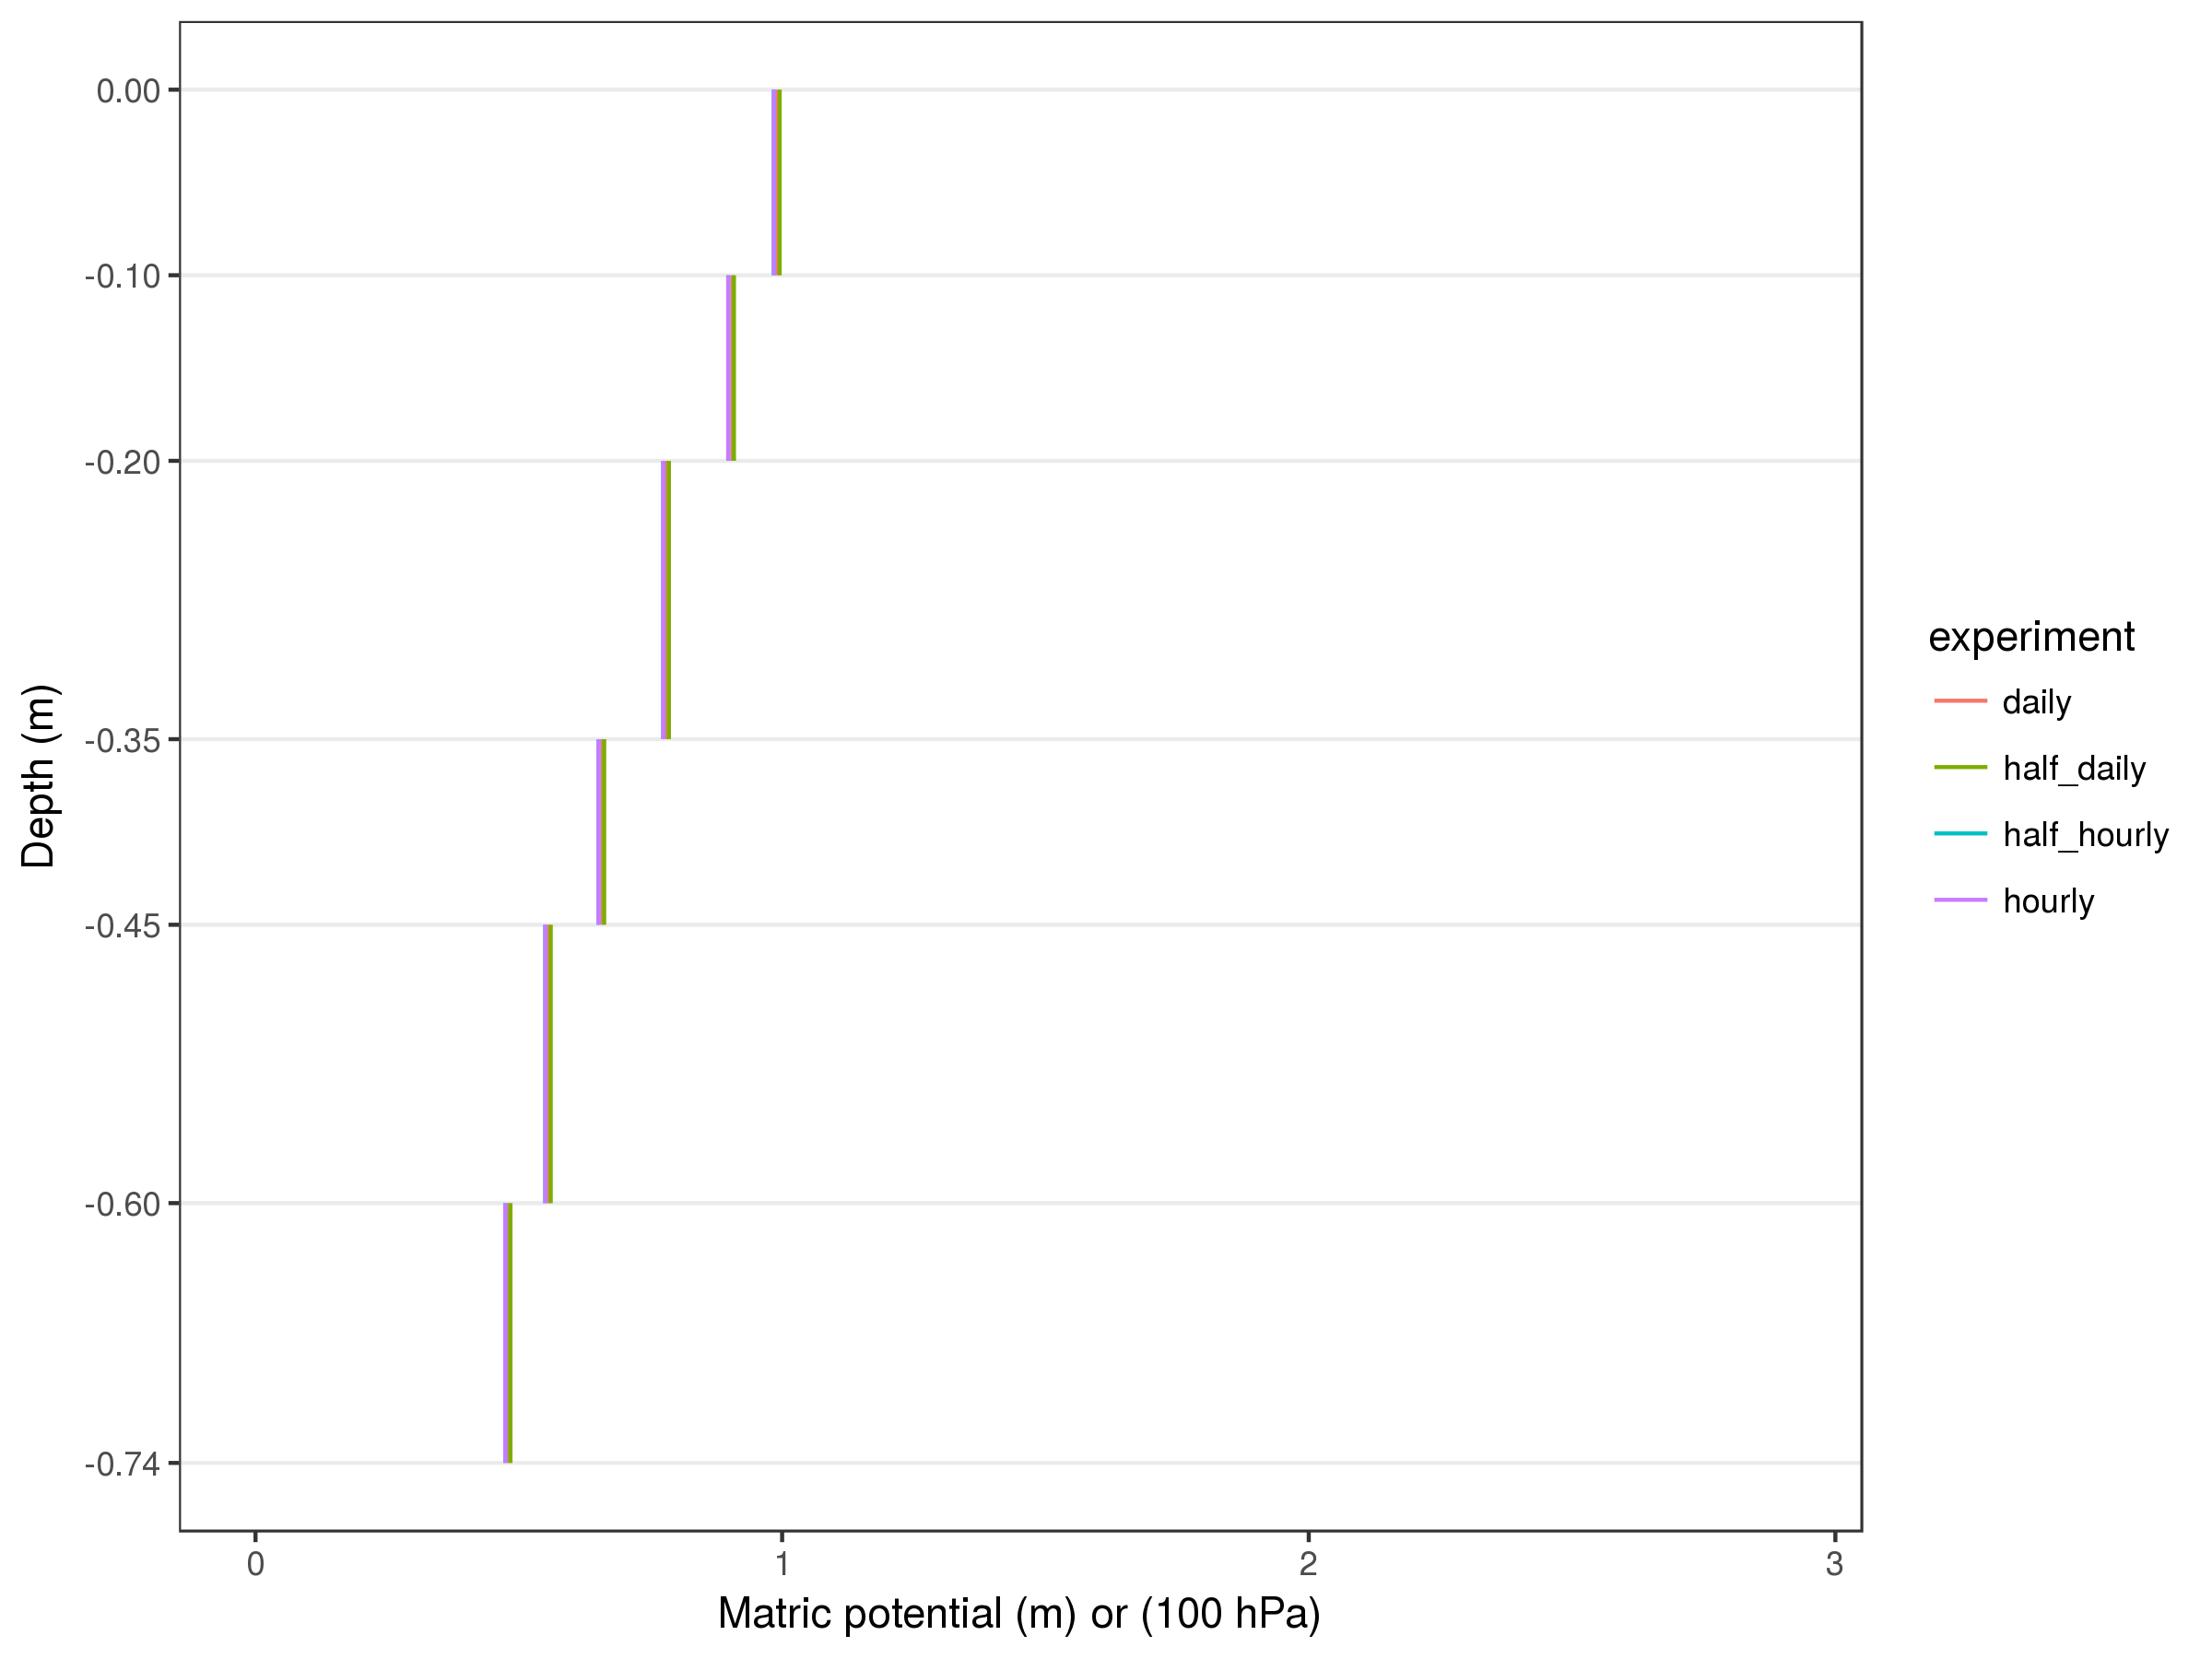 0.00
-0.10
-0.20
-0.35
-0.45
-0.60
-0.74
Depth (m)
0 1 2 3
Matric potential (m) or (100 hPa)
experiment
daily
half_daily
half_hourly
hourly